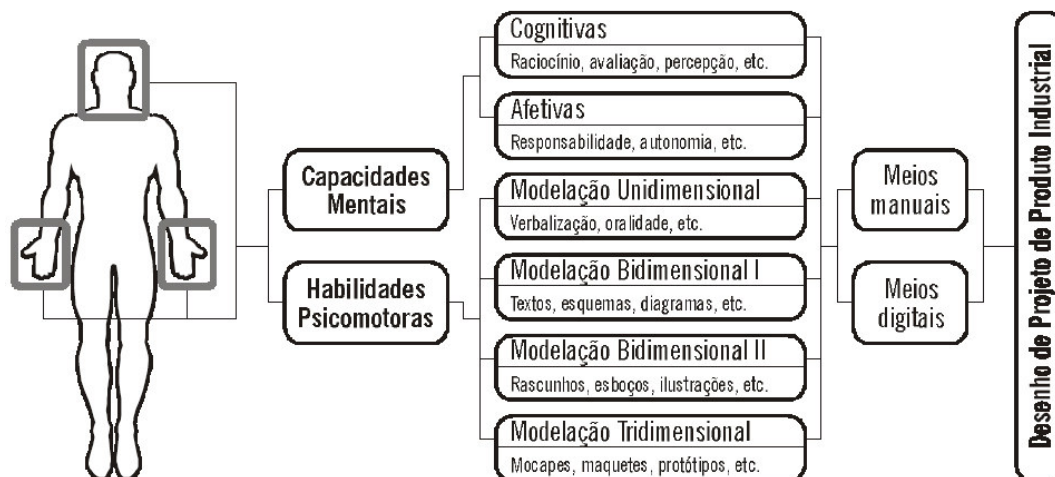 Capacidades
Mentais
Habilidades
Psicomotoras
Cognitivas
Raciocínio, avaliação, percepção, etc.
Afetivas
Responsabilidade, autonomia, etc.
Modelação Unidimensional
Verbalização, oralidade, etc.
Modelação Bidimensional I
Textos, esquemas, diagramas, etc.
Modelação Bidimensional II
Rascunhos, esboços, ilustrações, etc.
Modelação Tridimensional
Mocapes, maquetes, protótipos, etc.
Meios
manuais
Meios
digitais
Desenho de Projeto de Produto Industrial